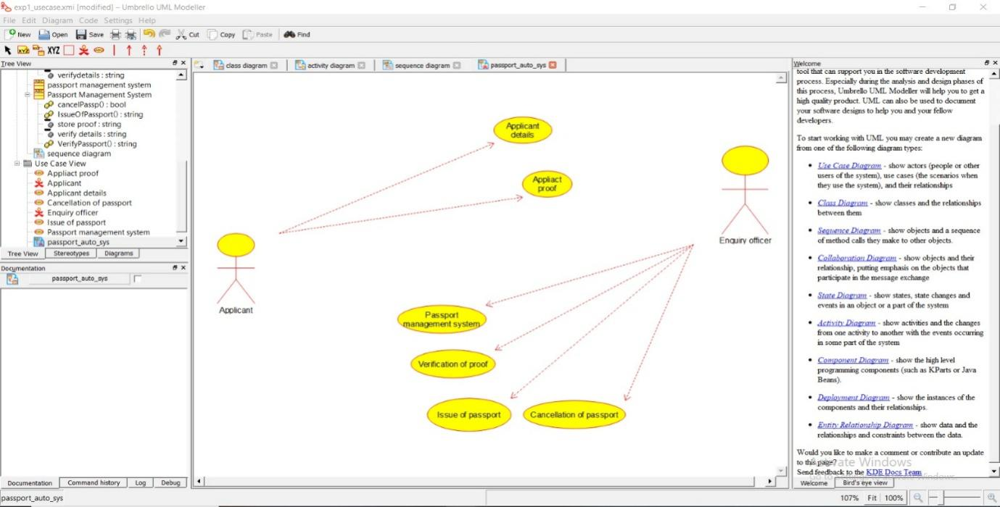 exp1_usecase.xmi [modified] – Umbrello UML Modeller
File Edit Diagram Code Settings Help
New Open Save Cut Copy Paste Find
XYZ
Tree View
verifydetails : string
passport management system
Passport Management System
cancelPassp() : bool
IssueOfPassport() : string
store proof : string
verify details : string
VerifyPassport() : string
sequence diagram
Use Case View
Appliact proof
Applicant
Applicant details
Cancellation of passport
Enquiry officer
Issue of passport
Passport management system
passport_auto_sys
Tree View Stereotypes Diagrams
Documentation
passport_auto_sys
Documentation Command history Log Debug
passport_auto_sys
class diagram activity diagram sequence diagram passport_auto_sys
Applicant
details
Appliact
proof
Enquiry officer
Applicant
Passport
management system
Verification of proof
Issue of passport
Cancellation of passport
Welcome
tool that can support you in the software development
process. Especially during the analysis and design phases of
this process, Umbrello UML Modeller will help you to get a
high quality product. UML can also be used to document
your software designs to help you and your fellow
developers.
To start working with UML you may create a new diagram
from one of the following diagram types:
• Use Case Diagram - show actors (people or other
users of the system), use cases (the scenarios when
they use the system), and their relationships
• Class Diagram - show classes and the relationships
between them
• Sequence Diagram - show objects and a sequence
of method calls they make to other objects.
• Collaboration Diagram - show objects and their
relationship, putting emphasis on the objects that
participate in the message exchange
• State Diagram - show states, state changes and
events in an object or a part of the system
• Activity Diagram - show activities and the changes
from one activity to another with the events occurring
in some part of the system
• Component Diagram - show the high level
programming components (such as KParts or Java
Beans).
• Deployment Diagram - show the instances of the
components and their relationships.
• Entity Relationship Diagram - show data and the
relationships and constraints between the data.
Would you like to make a comment or contribute an update
to this page?
Activate Windows
Send feedback to the KDE Docs Team
Welcome Bird's eye view
107% Fit 100%